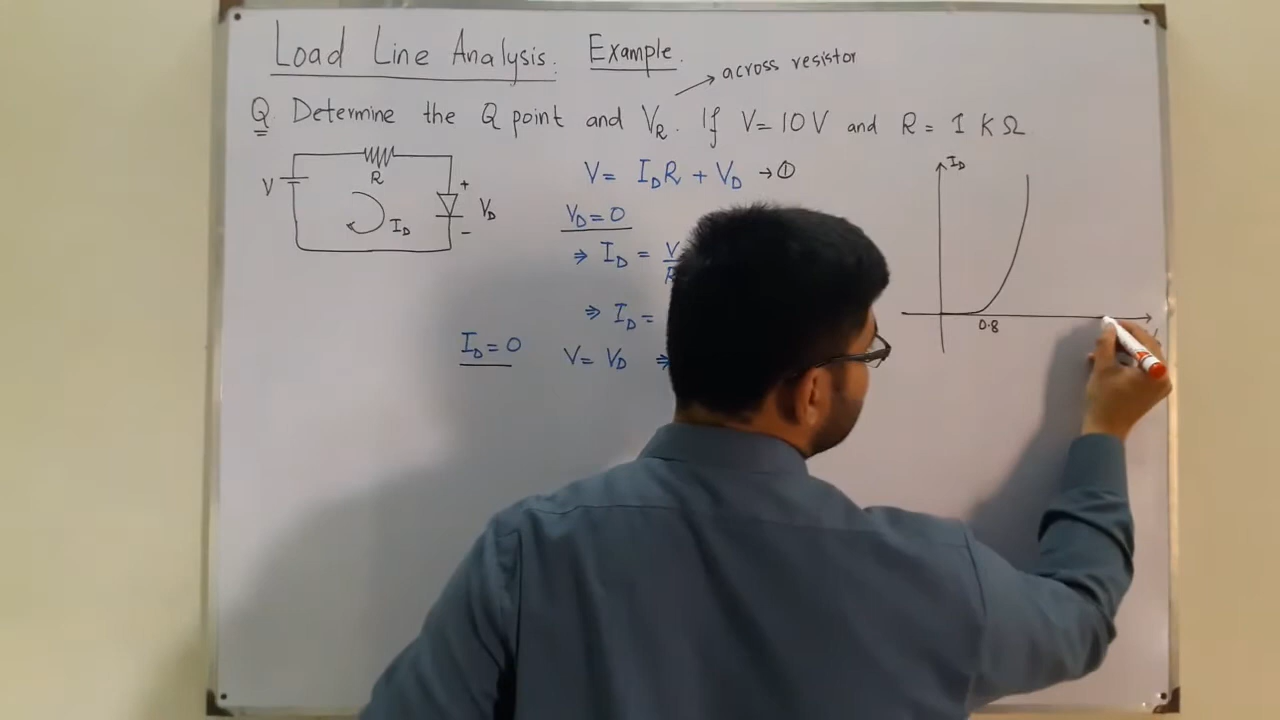 Load Line Analysis. Example.
→ across resistor
Q. Determine the Q point and V_R. If V = 10 V and R = 1 K Ω
V
R
I_D
+
V_D
-
V = I_D R + V_D → ①
V_D = 0
⇒ I_D = V/R
⇒ I_D =
I_D = 0 V = V_D ⇒
I_D
0.8